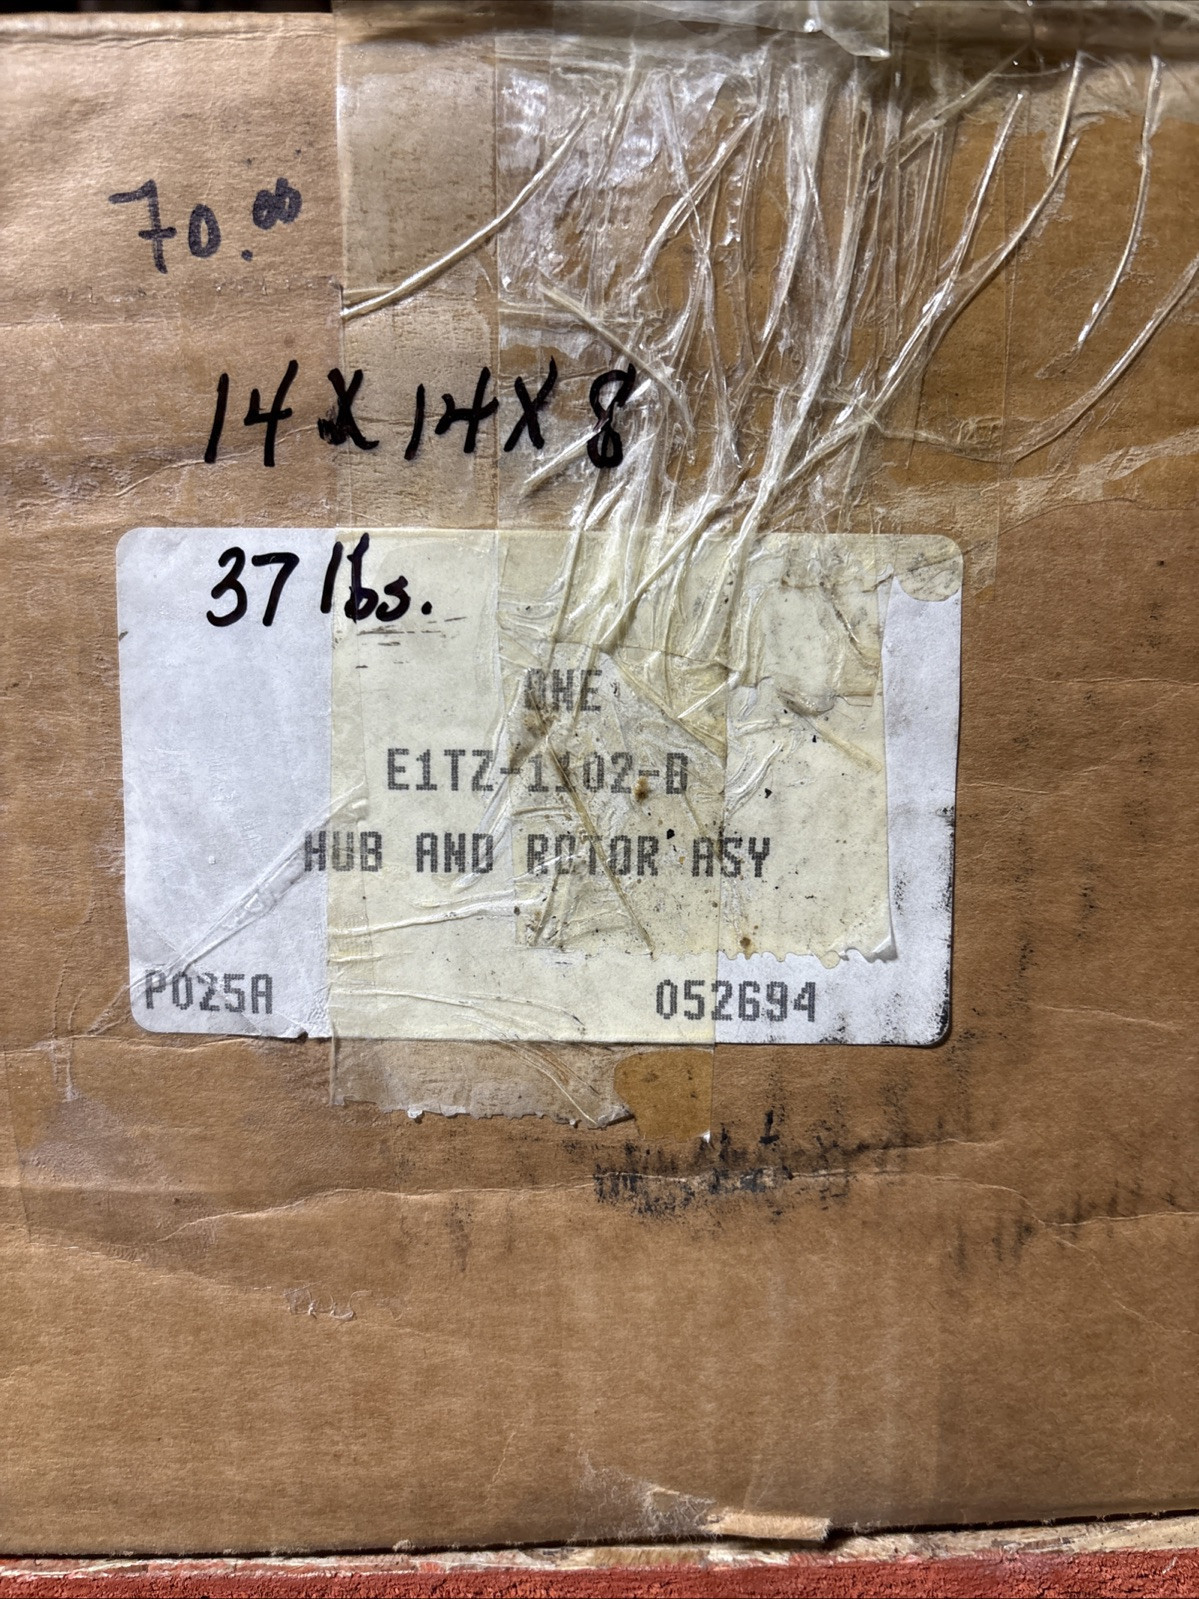 70.00
14 X 14 X 8
37 lbs.
ONE
E1TZ-1102-B
HUB AND ROTOR ASY
P025A 052694